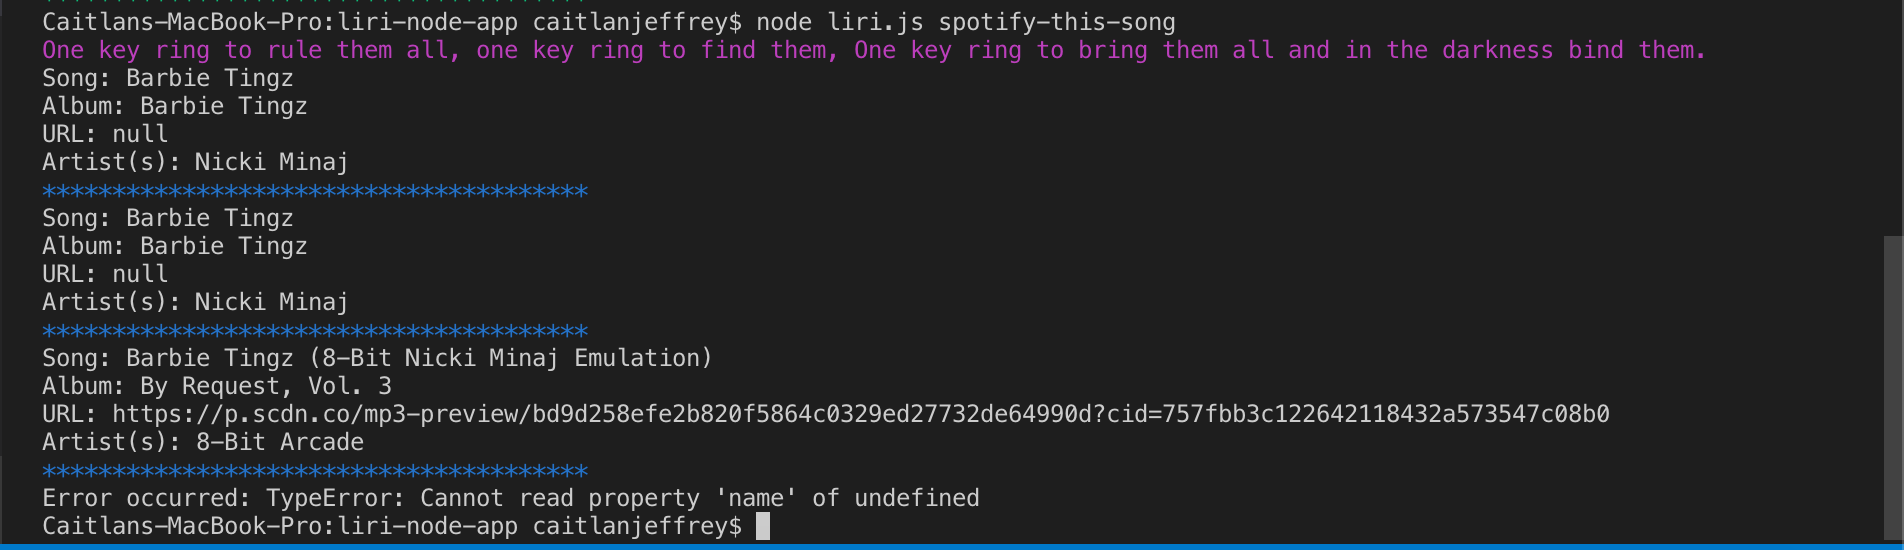 Caitlans-MacBook-Pro:liri-node-app caitlanjeffrey$ node liri.js spotify-this-song
One key ring to rule them all, one key ring to find them, One key ring to bring them all and in the darkness bind them.
Song: Barbie Tingz
Album: Barbie Tingz
URL: null
Artist(s): Nicki Minaj
***************************************
Song: Barbie Tingz
Album: Barbie Tingz
URL: null
Artist(s): Nicki Minaj
***************************************
Song: Barbie Tingz (8-Bit Nicki Minaj Emulation)
Album: By Request, Vol. 3
URL: https://p.scdn.co/mp3-preview/bd9d258efe2b820f5864c0329ed27732de64990d?cid=757fbb3c122642118432a573547c08b0
Artist(s): 8-Bit Arcade
***************************************
Error occurred: TypeError: Cannot read property 'name' of undefined
Caitlans-MacBook-Pro:liri-node-app caitlanjeffrey$